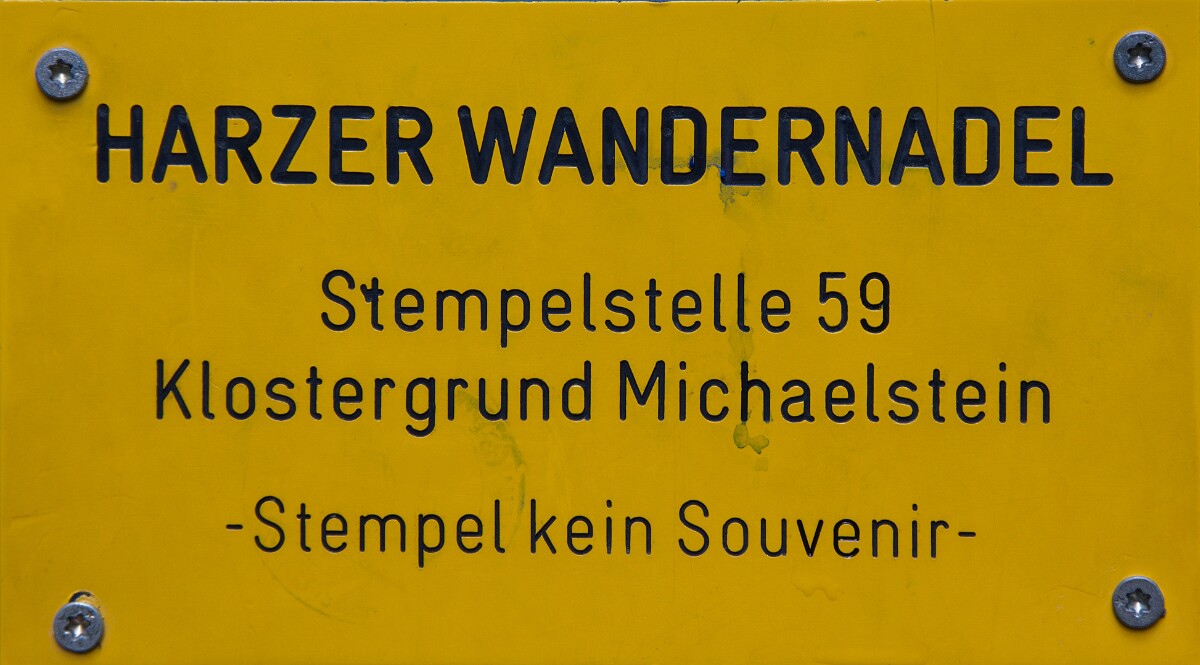 HARZER WANDERNADEL
Stempelstelle 59
Klostergrund Michaelstein
-Stempel kein Souvenir-